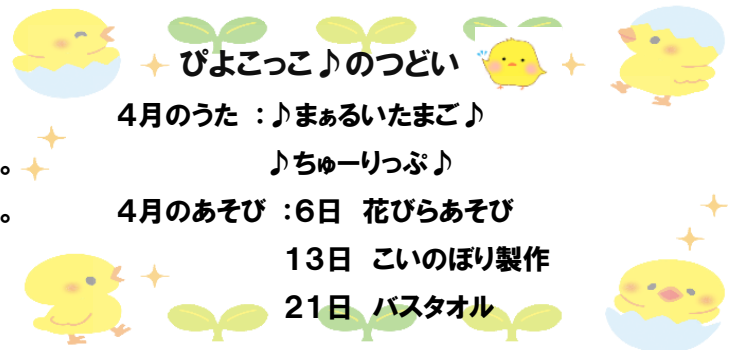 ぴよこっこ♪のつどい
４月のうた ：♪まぁるいたまご♪
。 ♪ちゅーりっぷ♪
。 ４月のあそび ：６日 花びらあそび
１３日 こいのぼり製作
２１日 バスタオル